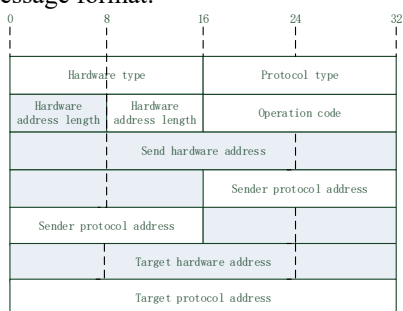 essage format.
0 8 16 24 32
Hardware type Protocol type
Hardware address length Hardware address length Operation code
Send hardware address
Sender protocol address
Sender protocol address
Target hardware address
Target protocol address